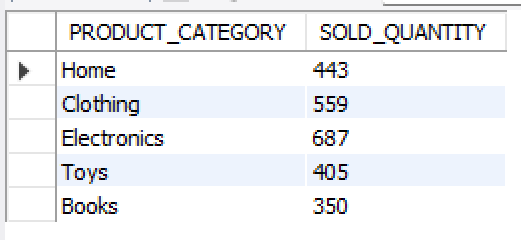 PRODUCT_CATEGORY SOLD_QUANTITY
Home 443
Clothing 559
Electronics 687
Toys 405
Books 350